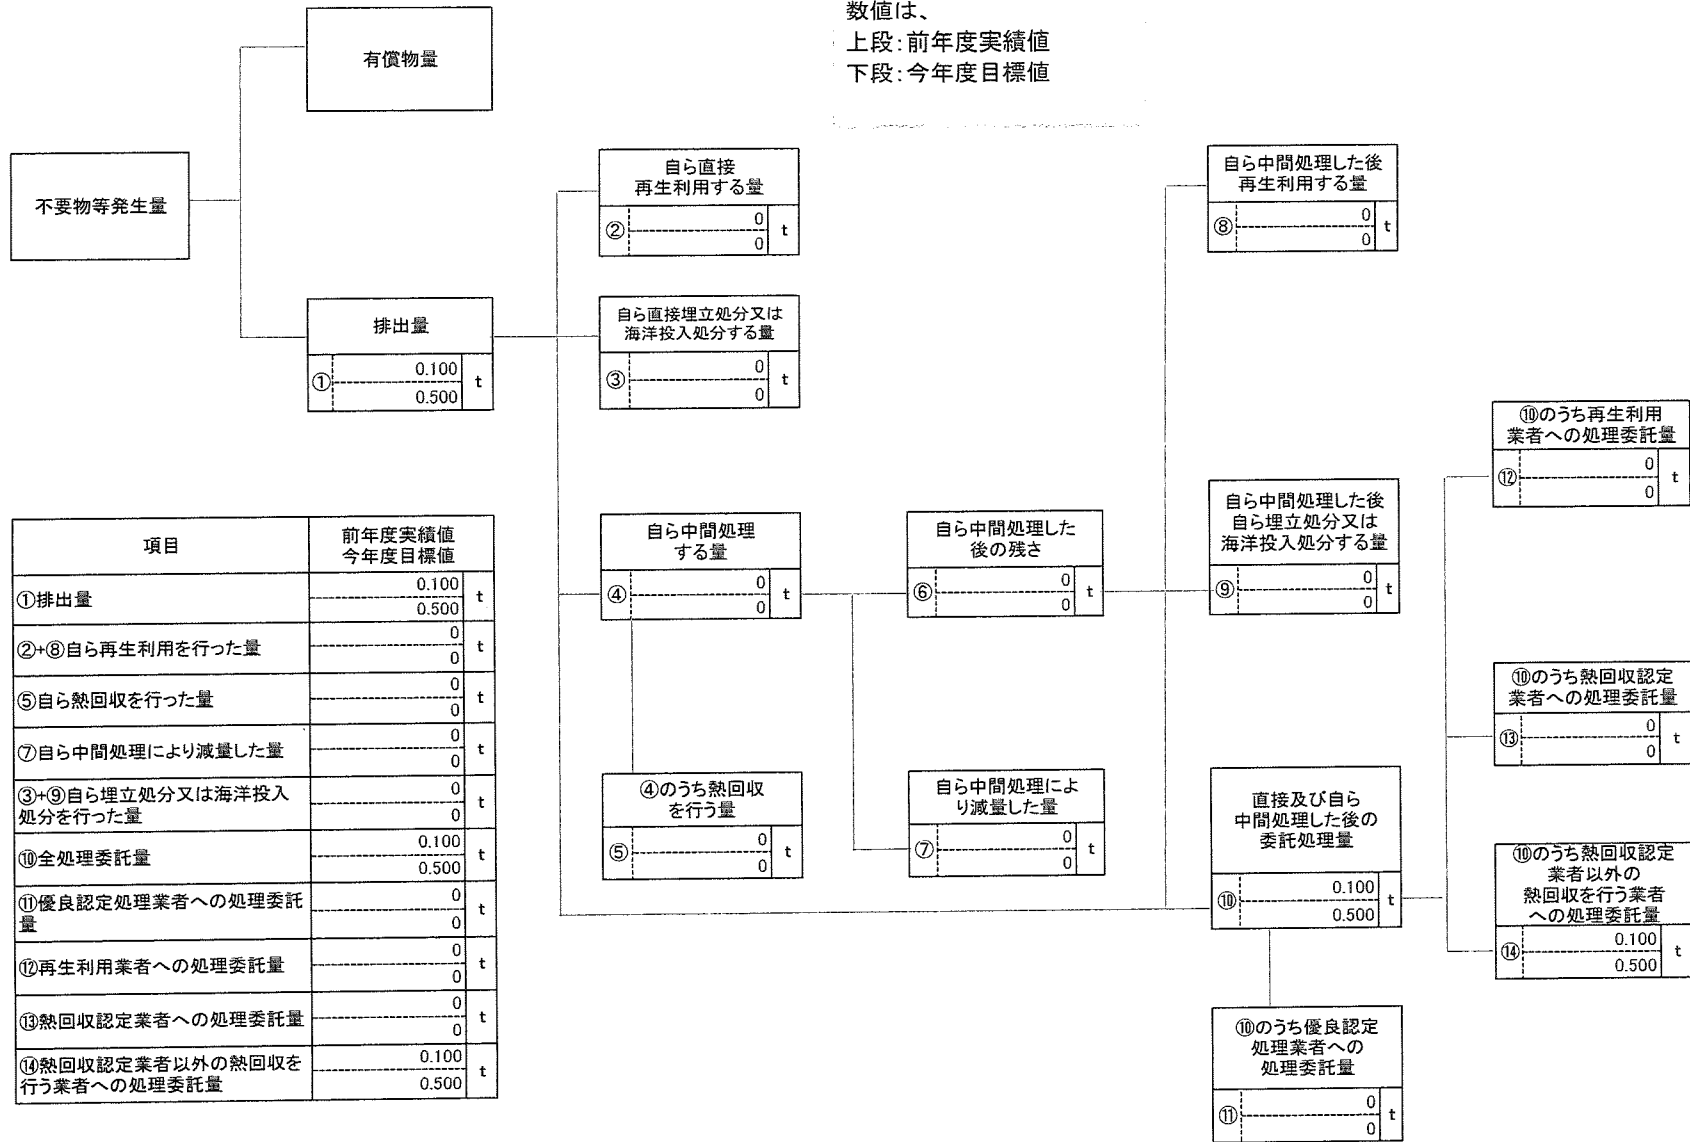 数値は、
上段:前年度実績値
下段:今年度目標値
有償物量
不要物等発生量
排出量
① 0.100 t
0.500
自ら直接
再生利用する量
② 0 t
0
自ら直接埋立処分又は
海洋投入処分する量
③ 0 t
0
自ら中間処理
する量
④ 0 t
0
④のうち熱回収
を行う量
⑤ 0 t
0
自ら中間処理した
後の残さ
⑥ 0 t
0
自ら中間処理によ
り減量した量
⑦ 0 t
0
自ら中間処理した後
再生利用する量
⑧ 0 t
0
自ら中間処理した後
自ら埋立処分又は
海洋投入処分する量
⑨ 0 t
0
直接及び自ら
中間処理した後の
委託処理量
⑩ 0.100 t
0.500
⑩のうち優良認定
処理業者への
処理委託量
⑪ 0 t
0
⑩のうち再生利用
業者への処理委託量
⑫ 0 t
0
⑩のうち熱回収認定
業者への処理委託量
⑬ 0 t
0
⑩のうち熱回収認定
業者以外の
熱回収を行う業者
への処理委託量
⑭ 0.100 t
0.500
項目 前年度実績値
今年度目標値
①排出量 0.100 t
0.500
②+⑧自ら再生利用を行った量 0 t
0
⑤自ら熱回収を行った量 0 t
0
⑦自ら中間処理により減量した量 0 t
0
③+⑨自ら埋立処分又は海洋投入 0 t
処分を行った量 0
⑩全処理委託量 0.100 t
0.500
⑪優良認定処理業者への処理委託 0 t
量 0
⑫再生利用業者への処理委託量 0 t
0
⑬熱回収認定業者への処理委託量 0 t
0
⑭熱回収認定業者以外の熱回収を 0.100 t
行う業者への処理委託量 0.500